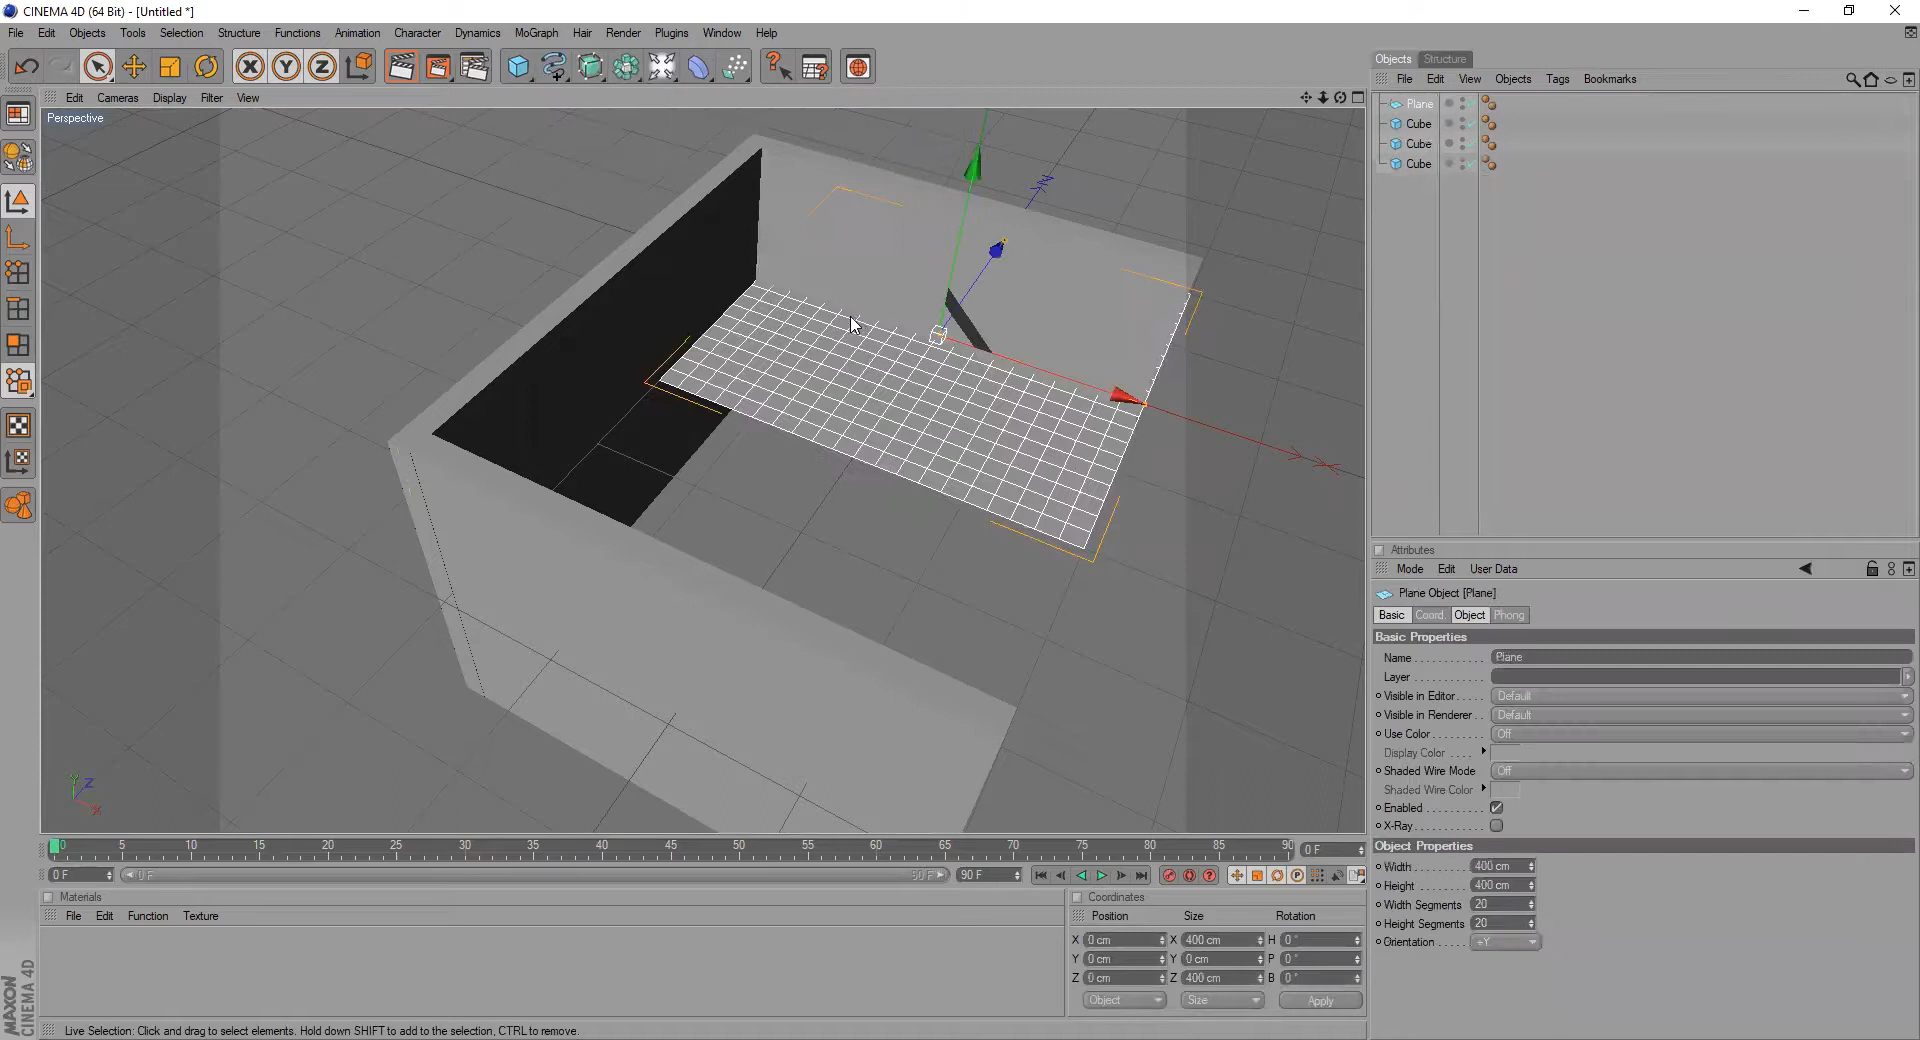 CINEMA 4D (64 Bit) - [Untitled *]
File Edit Objects Tools Selection Structure Functions Animation Character Dynamics MoGraph Hair Render Plugins Window Help
X Y Z
Objects Structure
File Edit View Objects Tags Bookmarks
Edit Cameras Display Filter View
Perspective
Plane
Cube
Cube
Cube
Attributes
Mode Edit User Data
Plane Object [Plane]
Basic Coord. Object Phong
Basic Properties
Name Plane
Layer
Visible in Editor Default
Visible in Renderer Default
Use Color Off
Display Color
Shaded Wire Mode Off
Shaded Wire Color
Enabled
X-Ray
Object Properties
Width 400 cm
Height 400 cm
Width Segments 20
Height Segments 20
Orientation +Y
Y Z X
0 5 10 15 20 25 30 35 40 45 50 55 60 65 70 75 80 85 90 0 F
0 F 0 F 90 F 90 F
Materials
File Edit Function Texture
Coordinates
Position Size Rotation
X 0 cm X 400 cm H 0 °
Y 0 cm Y 0 cm P 0 °
Z 0 cm Z 400 cm B 0 °
Object Size Apply
MAXON
CINEMA 4D
Live Selection: Click and drag to select elements. Hold down SHIFT to add to the selection, CTRL to remove.